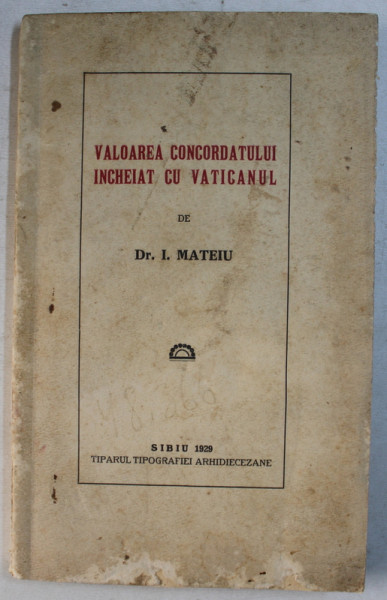 VALOAREA CONCORDATULUI
INCHEIAT CU VATICANUL
DE
Dr. I. MATEIU
SIBIU 1929
TIPARUL TIPOGRAFIEI ARHIDIECEZANE